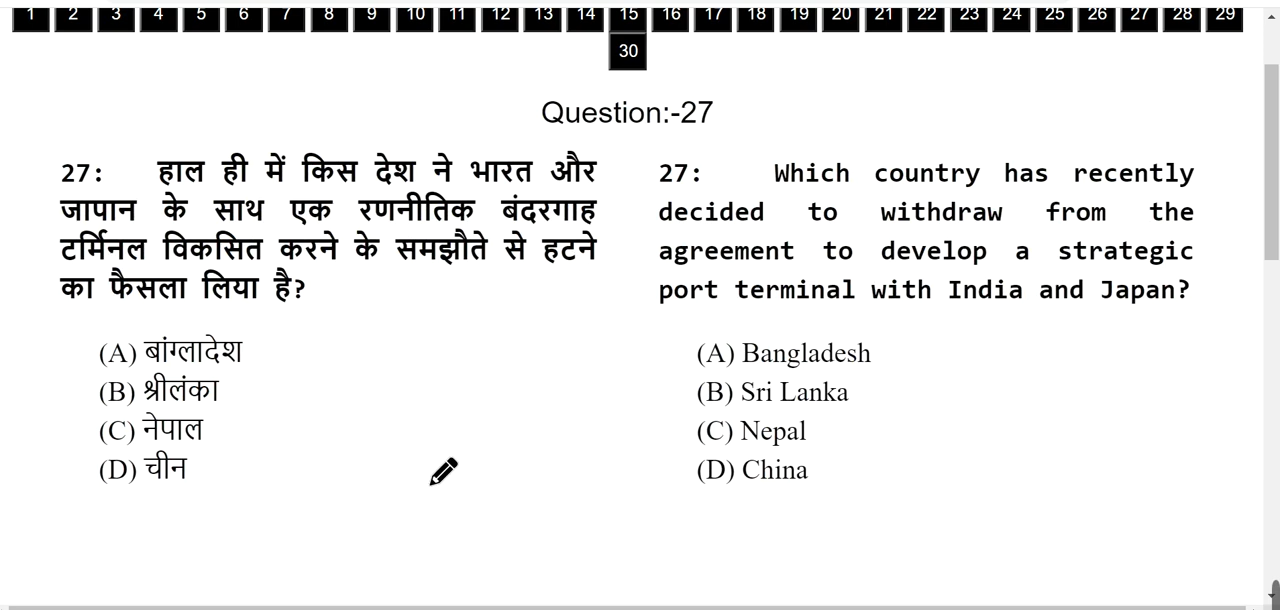 1 2 3 4 5 6 7 8 9 10 11 12 13 14 15 16 17 18 19 20 21 22 23 24 25 26 27 28 29
30
Question:-27
27: हाल ही में किस देश ने भारत और
जापान के साथ एक रणनीतिक बंदरगाह
टर्मिनल विकसित करने के समझौते से हटने
का फैसला लिया है?
(A) बांग्लादेश
(B) श्रीलंका
(C) नेपाल
(D) चीन
27: Which country has recently
decided to withdraw from the
agreement to develop a strategic
port terminal with India and Japan?
(A) Bangladesh
(B) Sri Lanka
(C) Nepal
(D) China